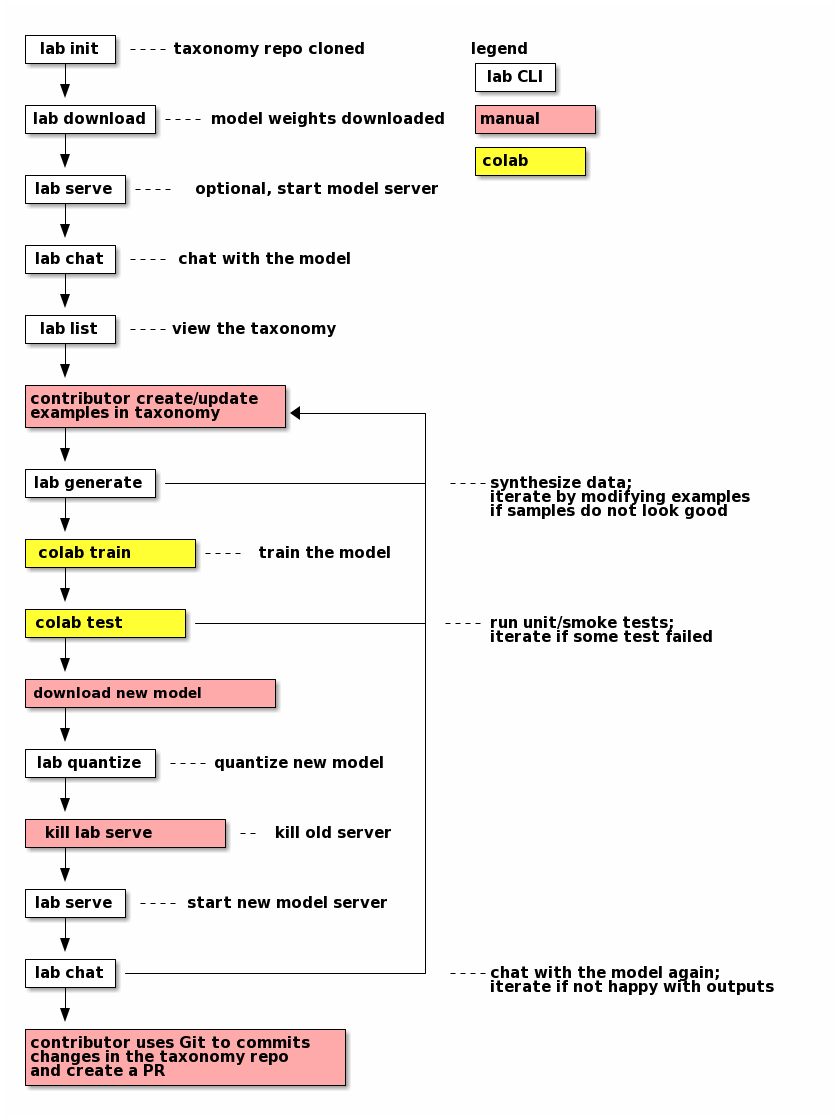 lab init
taxonomy repo cloned
legend
lab CLI
lab download
model weights downloaded
manual
colab
lab serve
optional, start model server
lab chat
chat with the model
lab list
view the taxonomy
contributor create/update
examples in taxonomy
lab generate
synthesize data;
iterate by modifying examples
if samples do not look good
colab train
train the model
colab test
run unit/smoke tests;
iterate if some test failed
download new model
lab quantize
quantize new model
kill lab serve
kill old server
lab serve
start new model server
lab chat
chat with the model again;
iterate if not happy with outputs
contributor uses Git to commits
changes in the taxonomy repo
and create a PR